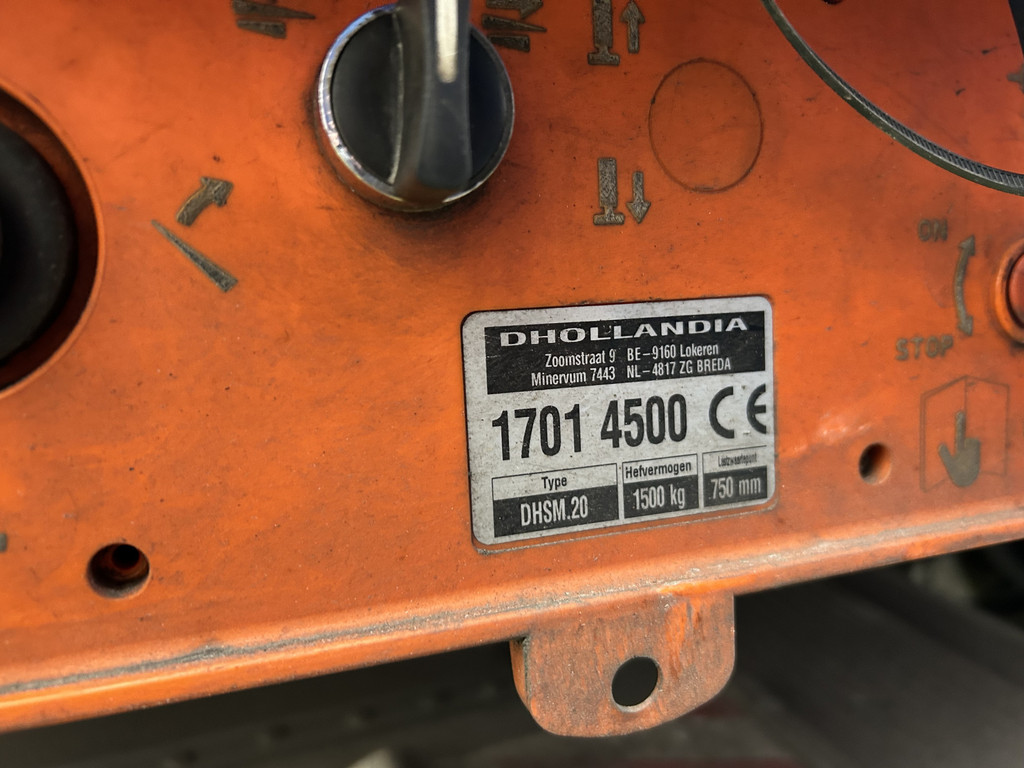 ON
STOP
DHOLLANDIA
Zoomstraat 9 BE-9160 Lokeren
Minervum 7443 NL-4817 ZG BREDA
1701 4500 CE
Type Hefvermogen Lastzwaartepunt
DHSM.20 1500 kg 750 mm